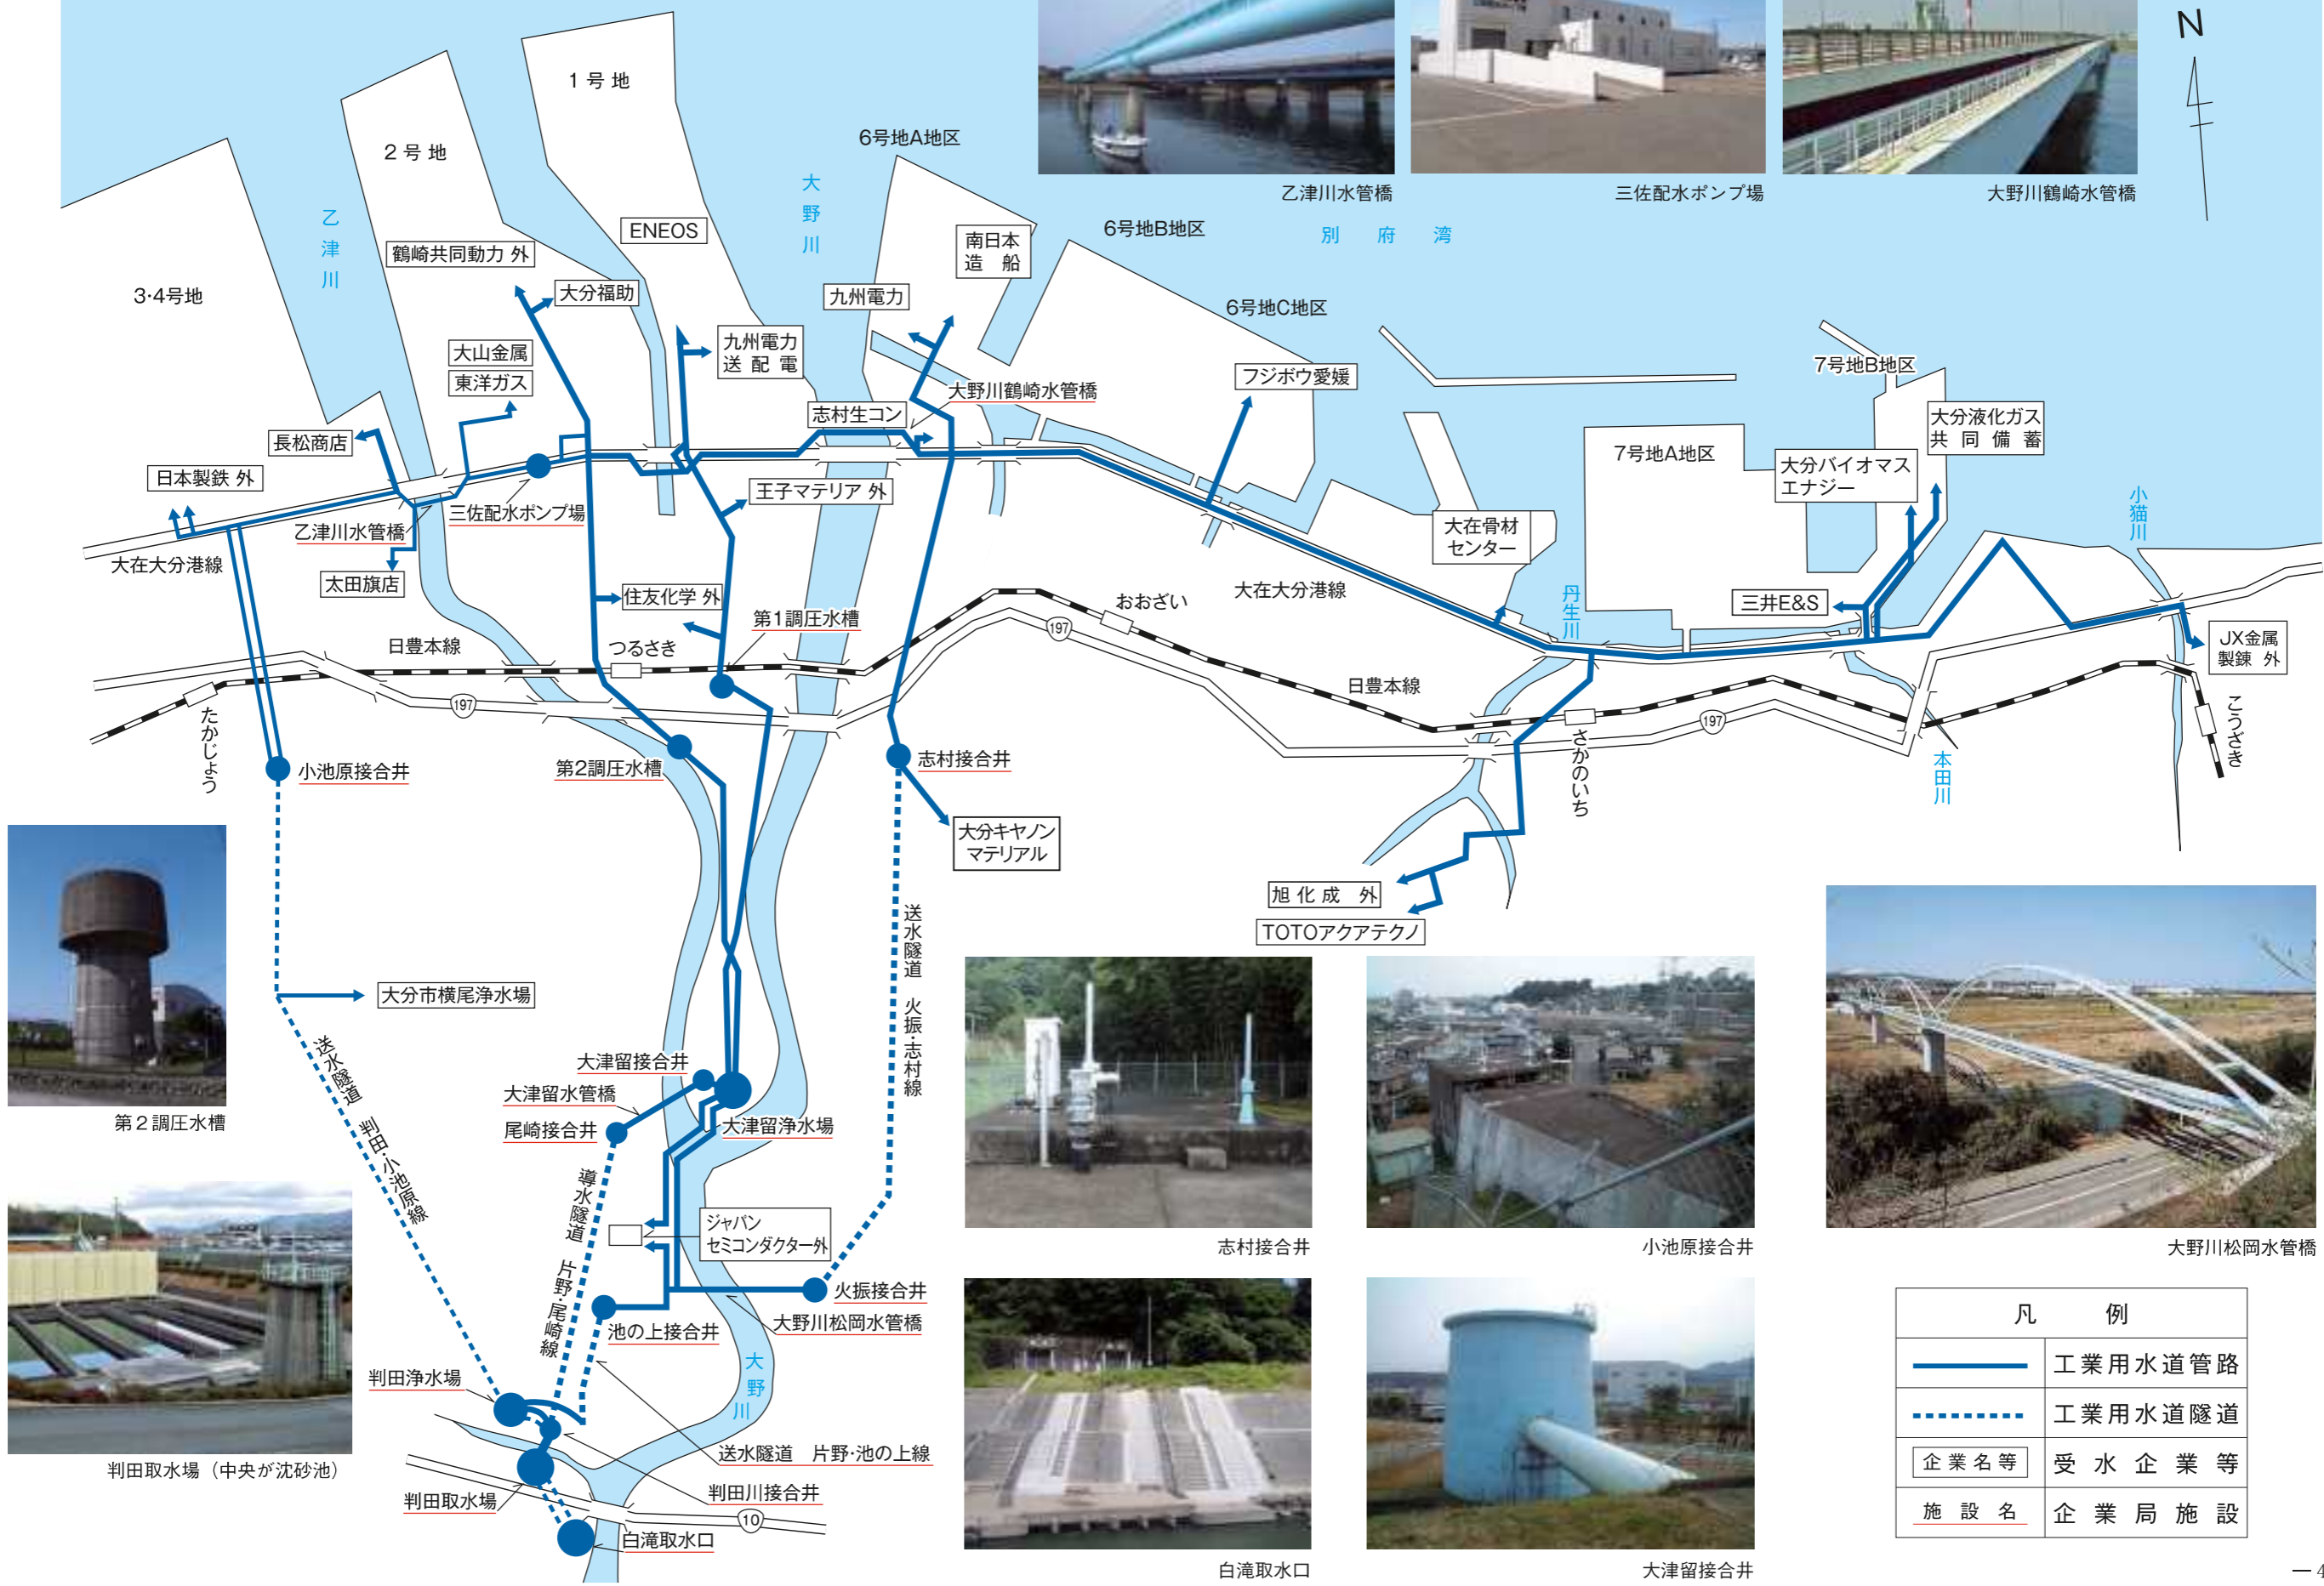 乙津川水管橋
三佐配水ポンプ場
大野川鶴崎水管橋
N
1号地
2号地
3・4号地
6号地A地区
6号地B地区
6号地C地区
7号地A地区
7号地B地区
乙津川
大野川
別府湾
鶴崎共同動力 外
ENEOS
大分福助
南日本
造船
九州電力
九州電力
送配電
大山金属
東洋ガス
大野川鶴崎水管橋
フジボウ愛媛
志村生コン
長松商店
日本製鉄 外
大分液化ガス
共同備蓄
大分バイオマス
エナジー
王子マテリア 外
三佐配水ポンプ場
乙津川水管橋
大在大分港線
太田旗店
大在骨材
センター
小猫川
住友化学 外
第1調圧水槽
おおざい
大在大分港線
丹生川
三井E&S
JX金属
製錬 外
日豊本線
つるさき
197
197
日豊本線
197
たかじょう
さかのいち
本田川
こうざき
小池原接合井
第2調圧水槽
志村接合井
大分キヤノン
マテリアル
旭化成 外
TOTOアクアテクノ
送水隧道 火振・志村線
大分市横尾浄水場
送水隧道 判田・小池原線
第2調圧水槽
大津留接合井
大津留水管橋
尾崎接合井
大津留浄水場
導水隧道 片野・尾崎線
ジャパン
セミコンダクター外
火振接合井
池の上接合井
大野川松岡水管橋
大野川
判田浄水場
送水隧道 片野・池の上線
判田川接合井
判田取水場
10
白滝取水口
判田取水場（中央が沈砂池）
志村接合井
小池原接合井
大野川松岡水管橋
白滝取水口
大津留接合井
凡例
工業用水道管路
工業用水道隧道
企業名等 受水企業等
施設名 企業局施設